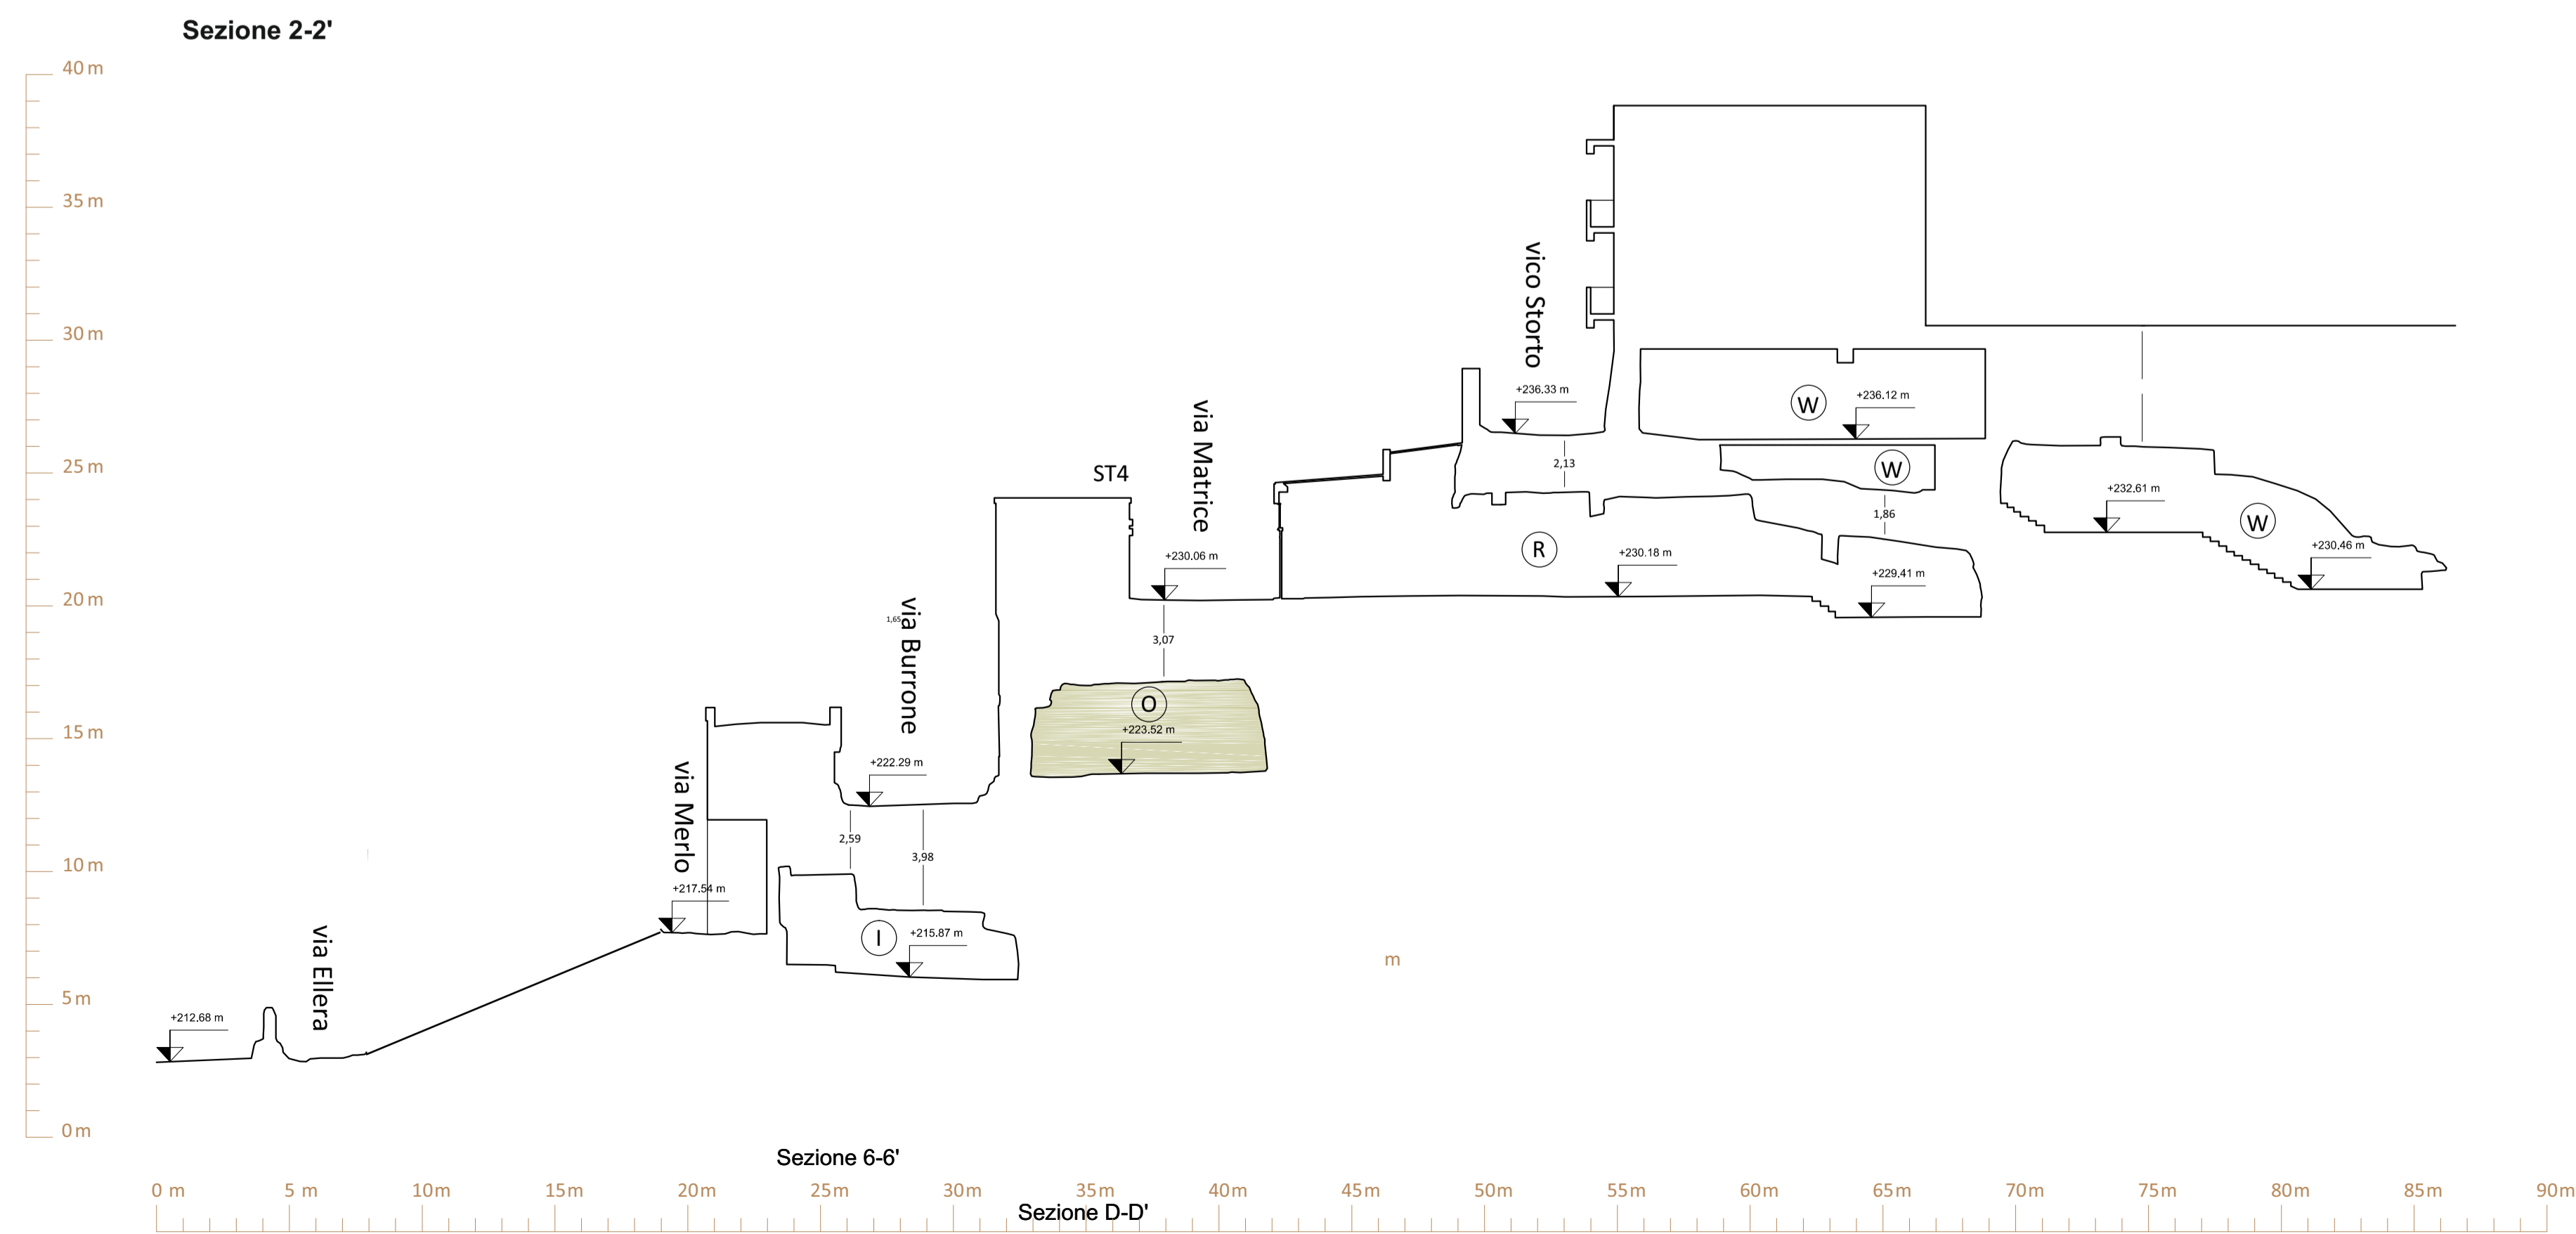 Sezione 2-2'
40 m
35 m
30 m
25 m
20 m
15 m
10 m
5 m
0 m
vico Storto
+236.33 m
W
+236.12 m
2,13
W
1,86
+232.61 m
W
+230.46 m
via Matrice
ST4
+230.06 m
R
+230.18 m
+229.41 m
3,07
O
+223.52 m
1,65
via Burrone
+222.29 m
2,59
3,98
via Merlo
+217.54 m
I
+215.87 m
m
via Ellera
+212.68 m
Sezione 6-6'
0 m 5 m 10m 15m 20m 25m 30m 35m 40m 45m 50m 55m 60m 65m 70m 75m 80m 85m 90m
Sezione D-D'